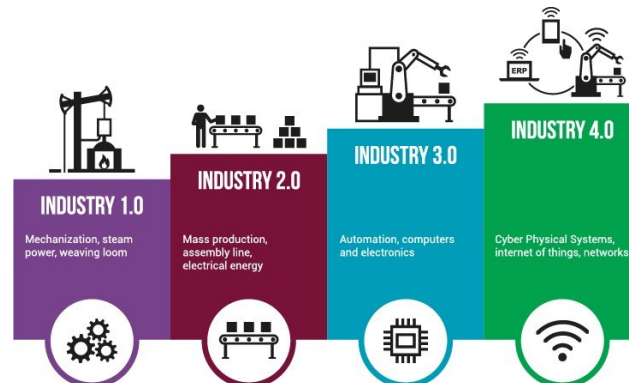 ERP
INDUSTRY 1.0
Mechanization, steam
power, weaving loom
INDUSTRY 2.0
Mass production,
assembly line,
electrical energy
INDUSTRY 3.0
Automation, computers
and electronics
INDUSTRY 4.0
Cyber Physical Systems,
internet of things, networks